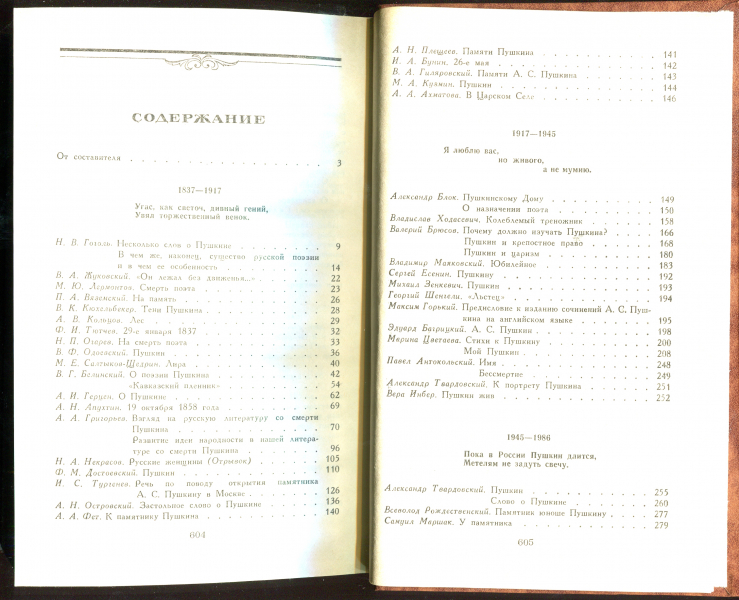 СОДЕРЖАНИЕ
От составителя . . . . . . . . . . . . . . . . . 3
1837—1917
Угас, как светоч, дивный гений,
Увял торжественный венок.
Н. В. Гоголь. Несколько слов о Пушкине . . . . . . 9
В чем же, наконец, существо русской поэзии
и в чем ее особенность . . . . . . . . . 14
В. А. Жуковский. «Он лежал без движенья...» . . . . 22
М. Ю. Лермонтов. Смерть поэта . . . . . . . . 23
П. А. Вяземский. На память . . . . . . . . . . 26
В. К. Кюхельбекер. Тени Пушкина . . . . . . . . 28
А. В. Кольцов. Лес . . . . . . . . . . . . . 29
Ф. И. Тютчев. 29-е января 1837 . . . . . . . . 32
Н. П. Огарев. На смерть поэта . . . . . . . . . 33
В. Ф. Одоевский. Пушкин . . . . . . . . . . . 36
М. Е. Салтыков-Щедрин. Лира . . . . . . . . . . 40
В. Г. Белинский. О поэзии Пушкина . . . . . . . 42
«Кавказский пленник» . . . . . . . . . . 54
А. И. Герцен. О Пушкине . . . . . . . . . . . 62
А. Н. Апухтин. 19 октября 1858 года . . . . . . . 69
А. А. Григорьев. Взгляд на русскую литературу со смерти
Пушкина . . . . . . . . . . . . . . 70
Развитие идеи народности в нашей литера-
туре со смерти Пушкина . . . . . . . . 96
Н. А. Некрасов. Русские женщины (Отрывок) . . . . 105
Ф. М. Достоевский. Пушкин . . . . . . . . . . 110
И. С. Тургенев. Речь по поводу открытия памятника
А. С. Пушкину в Москве . . . . . . . . 126
А. Н. Островский. Застольное слово о Пушкине . . . . 136
А. А. Фет. К памятнику Пушкина . . . . . . . . 140
604
А. Н. Плещеев. Памяти Пушкина . . . . . . . . . 141
И. А. Бунин. 26-е мая . . . . . . . . . . . . 142
В. А. Гиляровский. Памяти А. С. Пушкина . . . . . . 143
М. А. Кузмин. Пушкин . . . . . . . . . . . . 144
А. А. Ахматова. В Царском Селе . . . . . . . . . 146
1917—1945
Я люблю вас,
но живого,
а не мумию.
Александр Блок. Пушкинскому Дому . . . . . . . . 149
О назначении поэта . . . . . . . . . . 150
Владислав Ходасевич. Колеблемый треножник . . . . . 158
Валерий Брюсов. Почему должно изучать Пушкина? . . . 166
Пушкин и крепостное право . . . . . . . 168
Пушкин и царизм . . . . . . . . . . . 180
Владимир Маяковский. Юбилейное . . . . . . . . . 183
Сергей Есенин. Пушкину . . . . . . . . . . . . 192
Михаил Зенкевич. Пушкин . . . . . . . . . . . 193
Георгий Шенгели. «Льстец» . . . . . . . . . . . 194
Максим Горький. Предисловие к изданию сочинений А. С. Пуш-
кина на английском языке . . . . . . . . 195
Эдуард Багрицкий. А. С. Пушкин . . . . . . . . . 198
Марина Цветаева. Стихи к Пушкину . . . . . . . . 200
Мой Пушкин . . . . . . . . . . . . 208
Павел Антокольский. Имя . . . . . . . . . . . 248
Бессмертие . . . . . . . . . . . . . 249
Александр Твардовский. К портрету Пушкина . . . . . 251
Вера Инбер. Пушкин жив . . . . . . . . . . . 252
1945—1986
Пока в России Пушкин длится,
Метелям не задуть свечу.
Александр Твардовский. Пушкин . . . . . . . . . 255
Слово о Пушкине . . . . . . . . . . . 260
Всеволод Рождественский. Памятник юноше Пушкину . . . 277
Самуил Маршак. У памятника . . . . . . . . . . 279
605